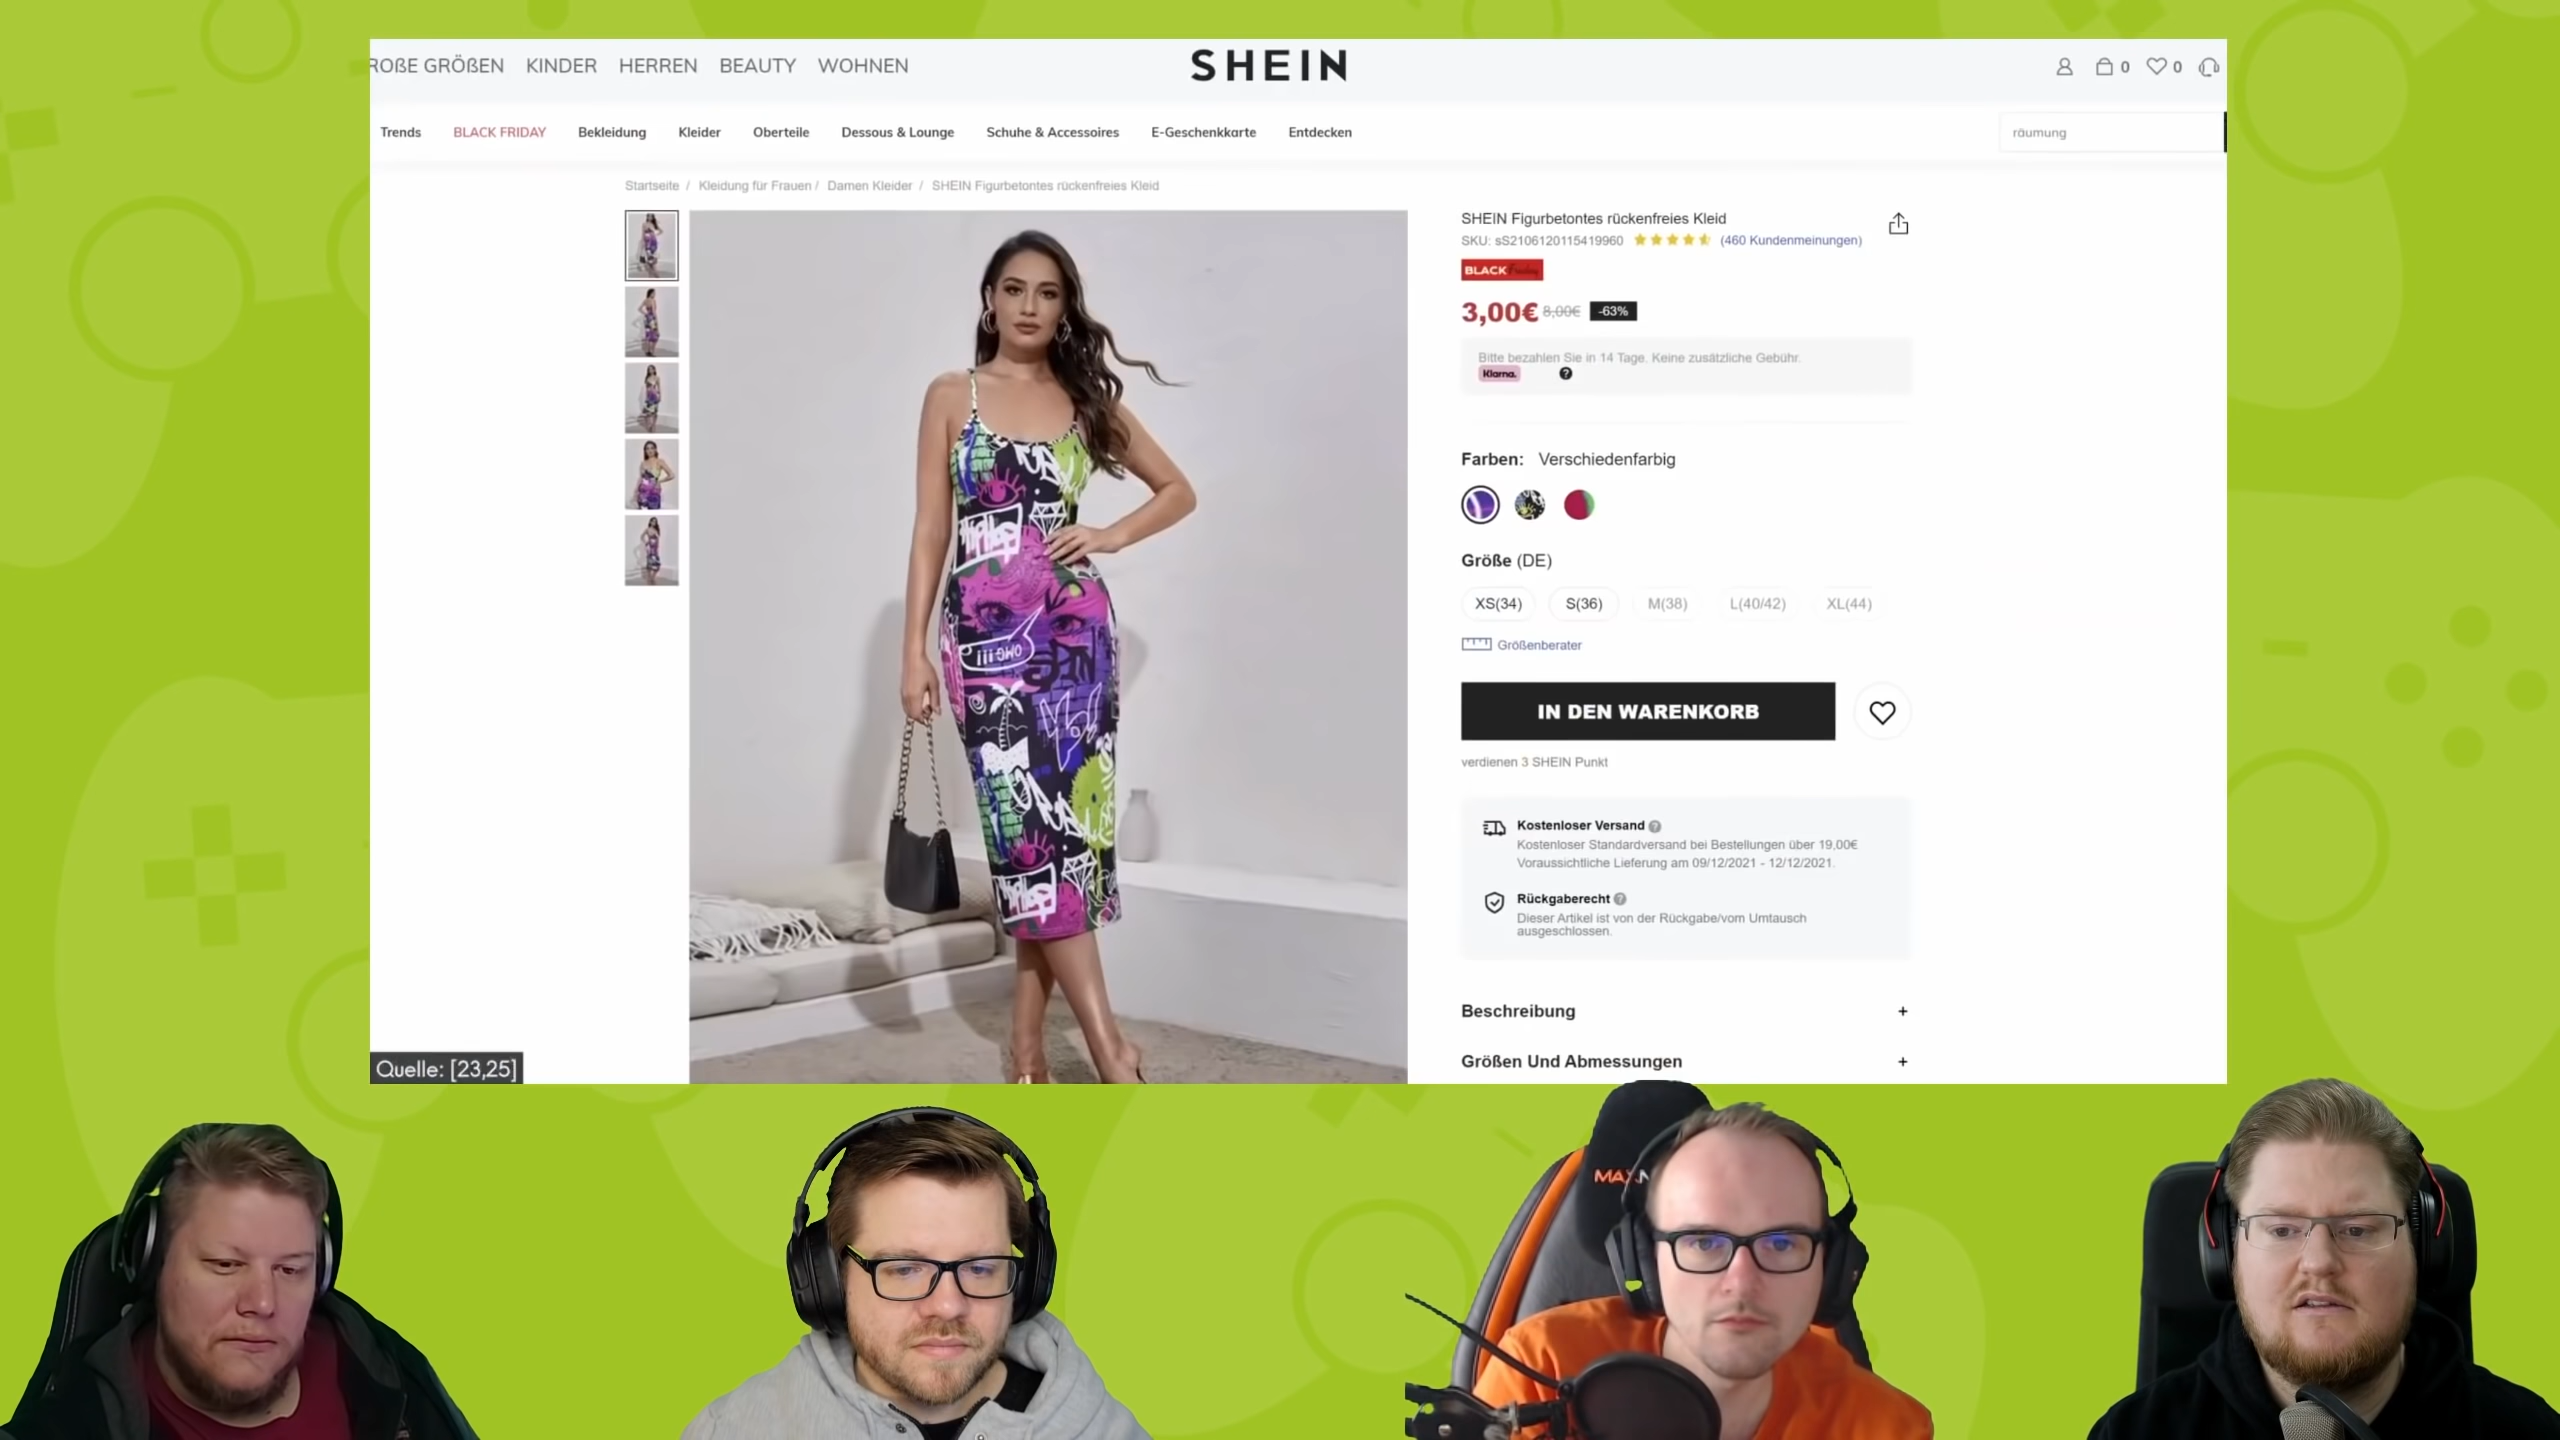 ROßE GRÖßEN KINDER HERREN BEAUTY WOHNEN
SHEIN
0
0
Trends BLACK FRIDAY Bekleidung Kleider Oberteile Dessous & Lounge Schuhe & Accessoires E-Geschenkkarte Entdecken
räumung
Startseite / Kleidung für Frauen / Damen Kleider / SHEIN Figurbetontes rückenfreies Kleid
SHEIN Figurbetontes rückenfreies Kleid
SKU: sS2106120115419960 (460 Kundenmeinungen)
BLACK Friday
3,00€ 8,00€ -63%
Bitte bezahlen Sie in 14 Tage. Keine zusätzliche Gebühr.
Klarna. ?
Farben: Verschiedenfarbig
Größe (DE)
XS(34) S(36) M(38) L(40/42) XL(44)
Größenberater
IN DEN WARENKORB
verdienen 3 SHEIN Punkt
Kostenloser Versand ?
Kostenloser Standardversand bei Bestellungen über 19,00€
Voraussichtliche Lieferung am 09/12/2021 - 12/12/2021.
Rückgaberecht ?
Dieser Artikel ist von der Rückgabe/vom Umtausch
ausgeschlossen.
Beschreibung +
Größen Und Abmessungen +
Quelle: [23,25]